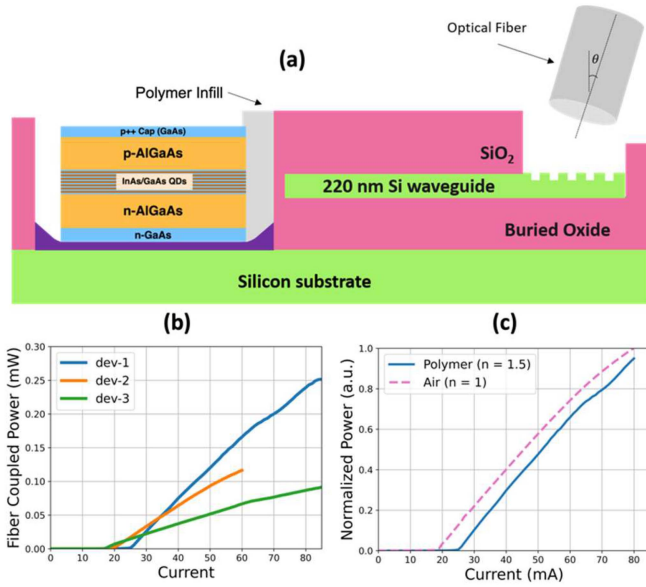 (a)
Optical Fiber
θ
Polymer Infill
p++ Cap (GaAs)
p-AlGaAs
InAs/GaAs QDs
n-AlGaAs
n-GaAs
SiO2
220 nm Si waveguide
Buried Oxide
Silicon substrate
(b)
Fiber Coupled Power (mW)
0.30
0.25
0.20
0.15
0.10
0.05
0.00
dev-1
dev-2
dev-3
0 10 20 30 40 50 60 70 80
Current
(c)
Normalized Power (a.u.)
1.0
0.8
0.6
0.4
0.2
0.0
Polymer (n = 1.5)
Air (n = 1)
0 10 20 30 40 50 60 70 80
Current (mA)